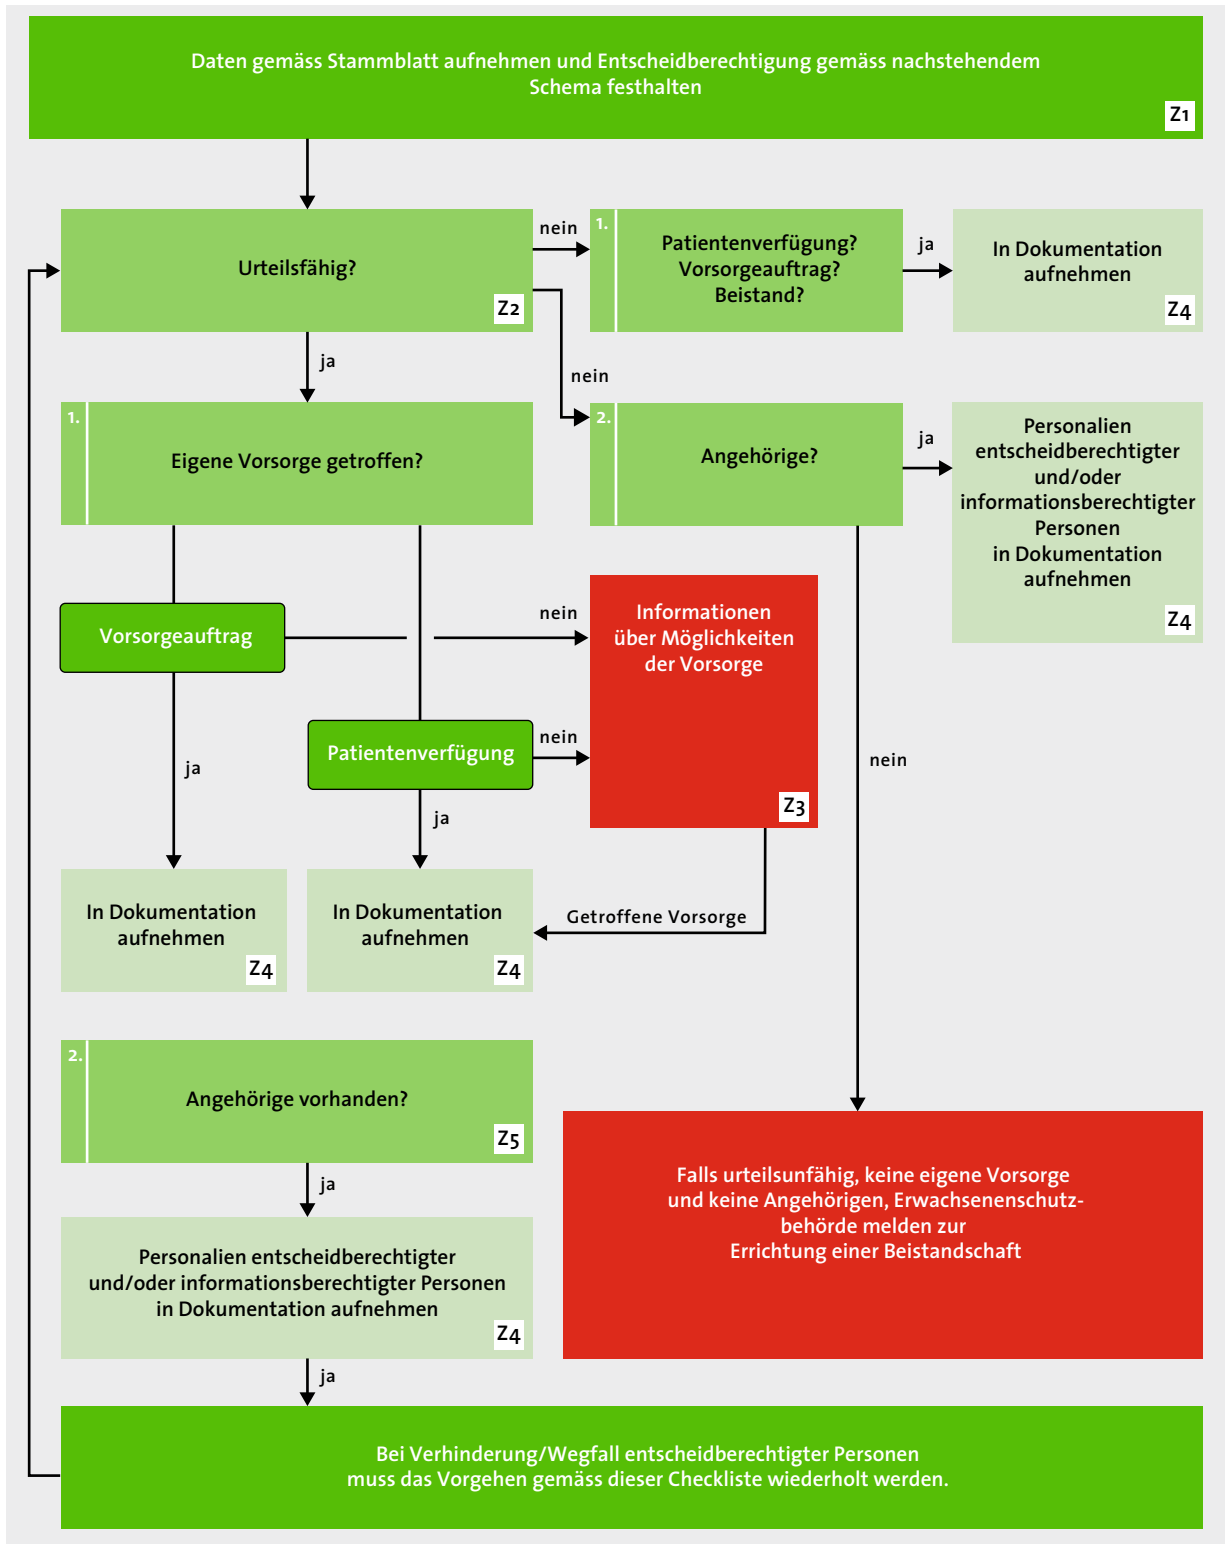 Daten gemäss Stammblatt aufnehmen und Entscheidberechtigung gemäss nachstehendem
Schema festhalten
Z1
Urteilsfähig?
Z2
nein
1.
Patientenverfügung?
Vorsorgeauftrag?
Beistand?
ja
In Dokumentation
aufnehmen
Z4
ja
nein
1.
Eigene Vorsorge getroffen?
2.
Angehörige?
ja
Personalien
entscheidberechtigter
und/oder
informationsberechtigter
Personen
in Dokumentation
aufnehmen
Z4
Vorsorgeauftrag
nein
Informationen
über Möglichkeiten
der Vorsorge
Z3
Patientenverfügung
nein
ja
ja
nein
In Dokumentation
aufnehmen
Z4
In Dokumentation
aufnehmen
Z4
Getroffene Vorsorge
2.
Angehörige vorhanden?
Z5
ja
Personalien entscheidberechtigter
und/oder informationsberechtigter Personen
in Dokumentation aufnehmen
Z4
Falls urteilsunfähig, keine eigene Vorsorge
und keine Angehörigen, Erwachsenenschutz-
behörde melden zur
Errichtung einer Beistandschaft
ja
Bei Verhinderung/Wegfall entscheidberechtigter Personen
muss das Vorgehen gemäss dieser Checkliste wiederholt werden.